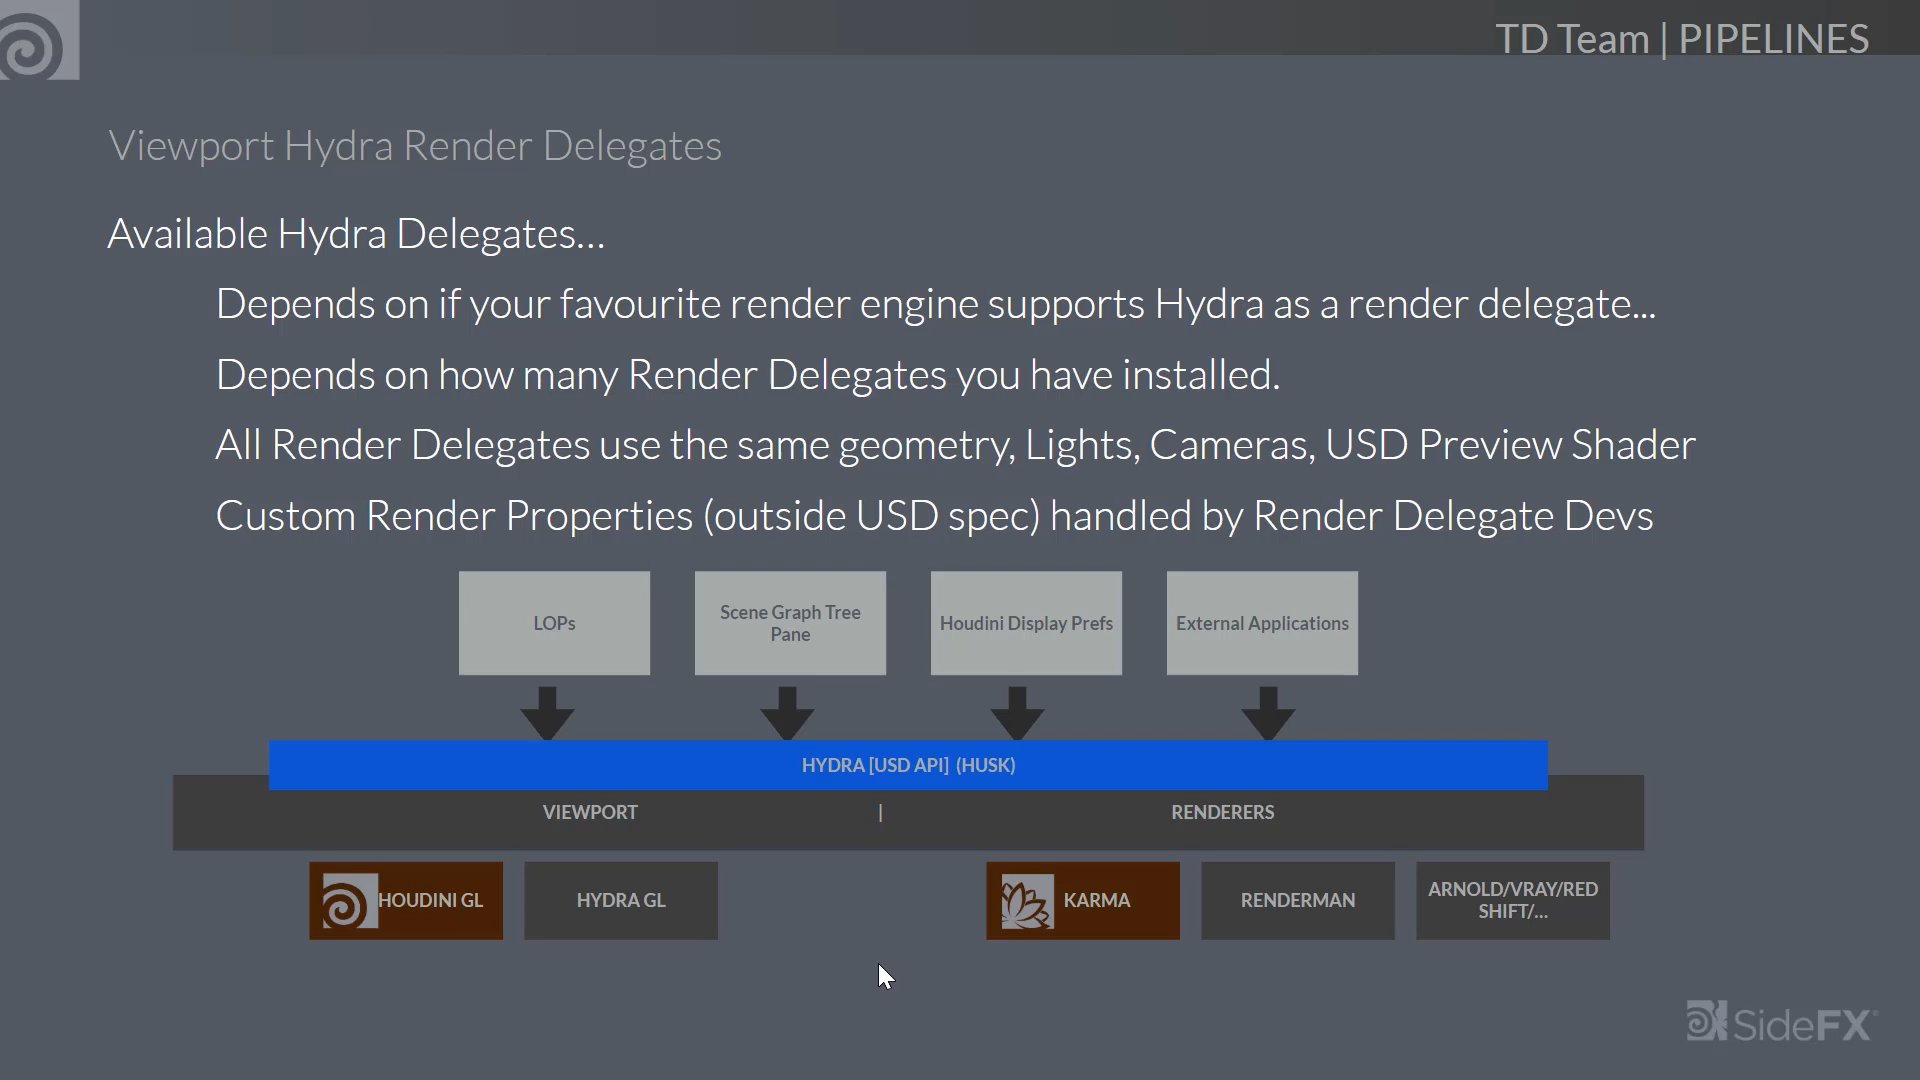 TD Team | PIPELINES
Viewport Hydra Render Delegates
Available Hydra Delegates...
Depends on if your favourite render engine supports Hydra as a render delegate...
Depends on how many Render Delegates you have installed.
All Render Delegates use the same geometry, Lights, Cameras, USD Preview Shader
Custom Render Properties (outside USD spec) handled by Render Delegate Devs
LOPs
Scene Graph Tree
Pane
Houdini Display Prefs
External Applications
HYDRA [USD API] (HUSK)
VIEWPORT | RENDERERS
HOUDINI GL
HYDRA GL
KARMA
RENDERMAN
ARNOLD/VRAY/RED
SHIFT/...
SideFX